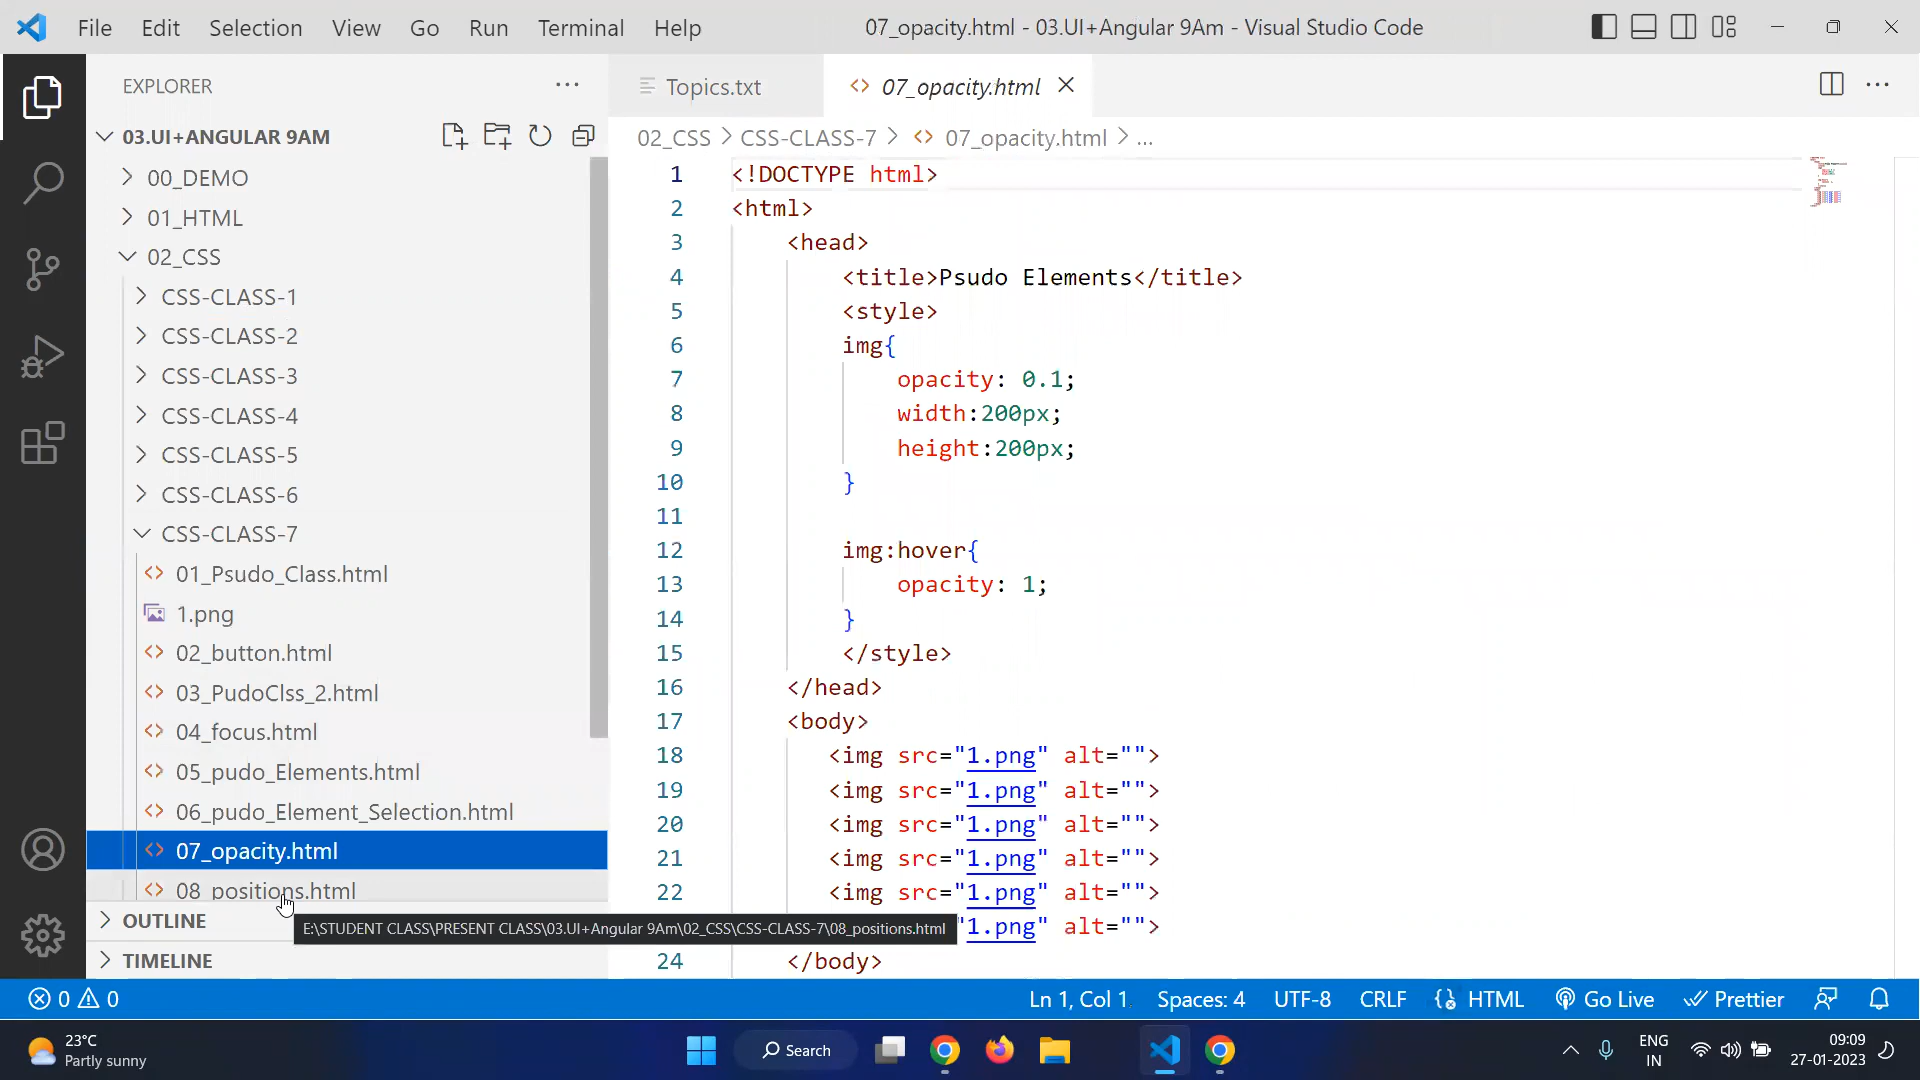 File Edit Selection View Go Run Terminal Help
07_opacity.html - 03.UI+Angular 9Am - Visual Studio Code
EXPLORER
03.UI+ANGULAR 9AM
00_DEMO
01_HTML
02_CSS
CSS-CLASS-1
CSS-CLASS-2
CSS-CLASS-3
CSS-CLASS-4
CSS-CLASS-5
CSS-CLASS-6
CSS-CLASS-7
01_Psudo_Class.html
1.png
02_button.html
03_PudoClss_2.html
04_focus.html
05_pudo_Elements.html
06_pudo_Element_Selection.html
07_opacity.html
08_positions.html
OUTLINE
TIMELINE
E:\STUDENT CLASS\PRESENT CLASS\03.UI+Angular 9Am\02_CSS\CSS-CLASS-7\08_positions.html
Topics.txt
07_opacity.html
02_CSS > CSS-CLASS-7 > 07_opacity.html > ...
1 <!DOCTYPE html>
2 <html>
3 <head>
4 <title>Psudo Elements</title>
5 <style>
6 img{
7 opacity: 0.1;
8 width:200px;
9 height:200px;
10 }
11
12 img:hover{
13 opacity: 1;
14 }
15 </style>
16 </head>
17 <body>
18 <img src="1.png" alt="">
19 <img src="1.png" alt="">
20 <img src="1.png" alt="">
21 <img src="1.png" alt="">
22 <img src="1.png" alt="">
"1.png" alt="">
24 </body>
0 0
Ln 1, Col 1 Spaces: 4 UTF-8 CRLF HTML Go Live Prettier
23°C
Partly sunny
Search
ENG
IN
09:09
27-01-2023